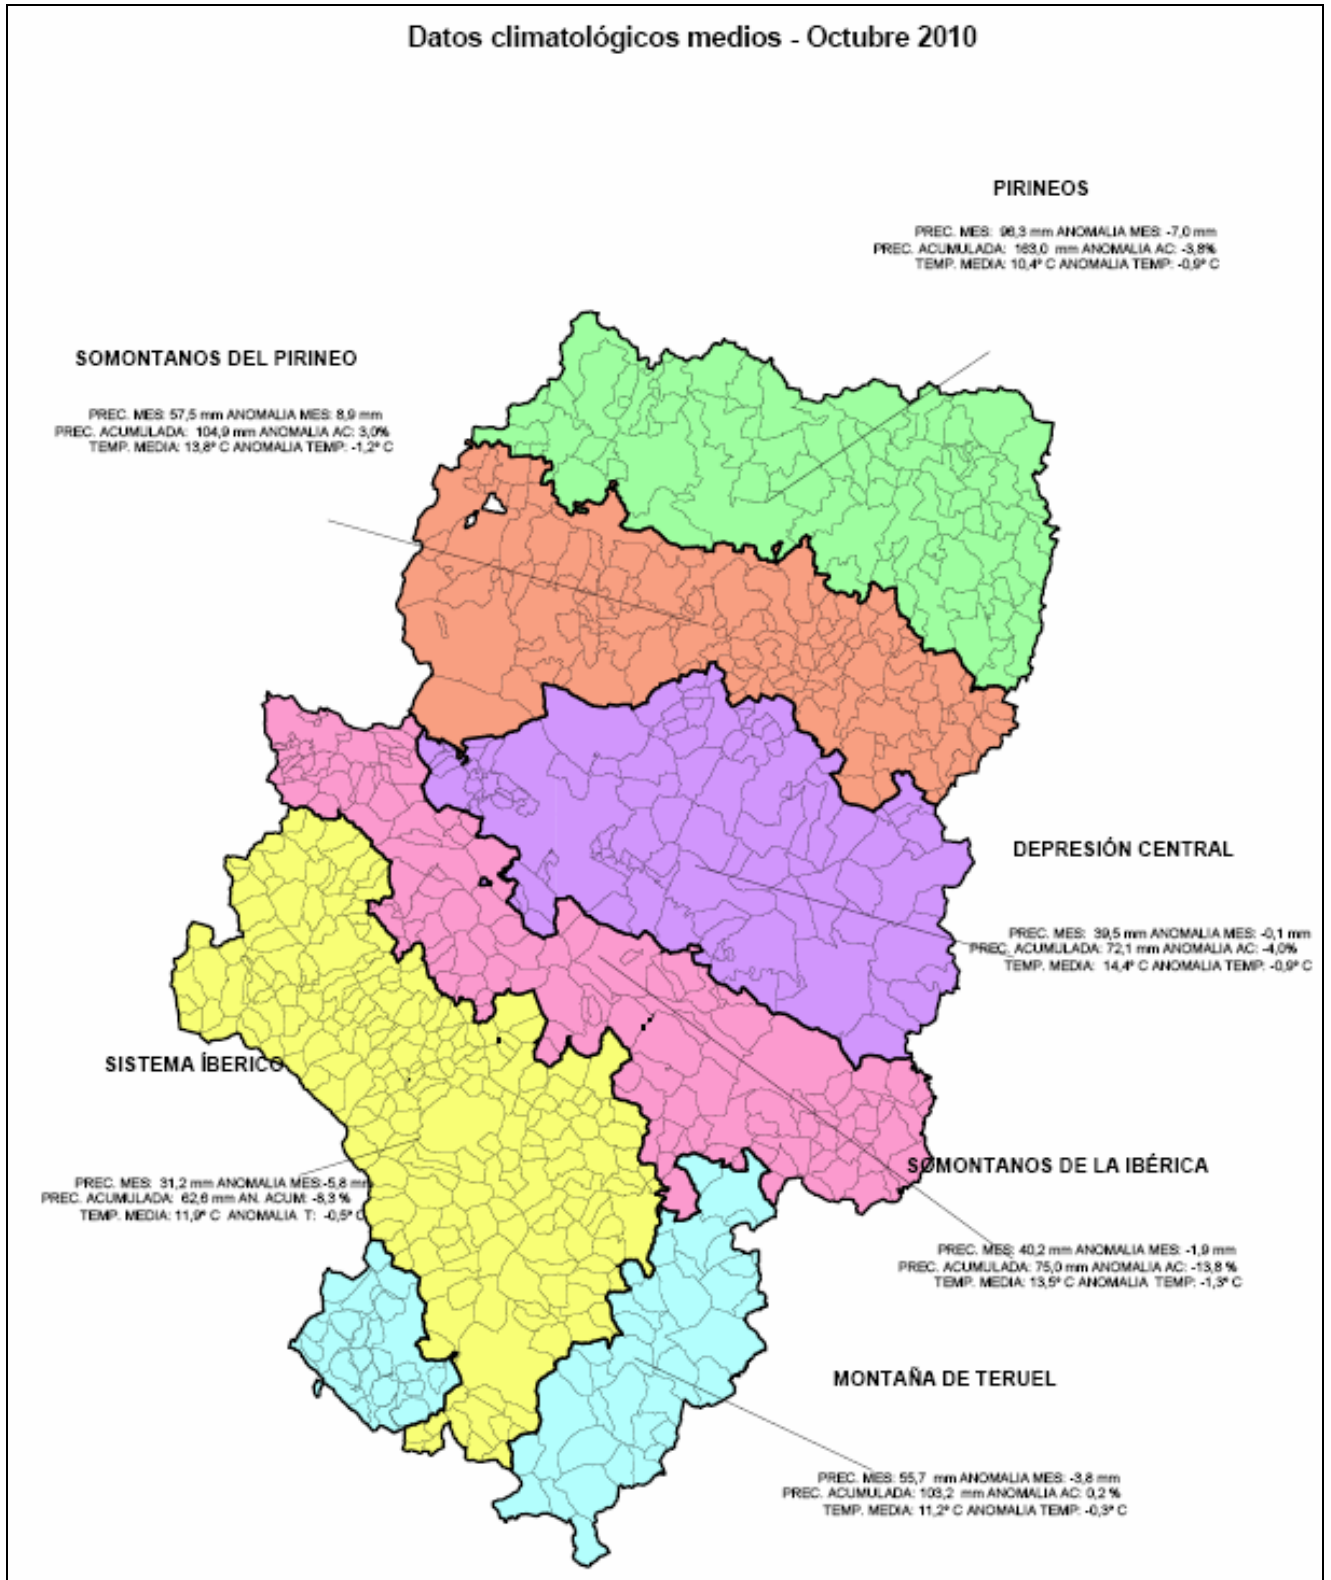 Datos climatológicos medios - Octubre 2010
PIRINEOS
PREC. MES: 96,3 mm ANOMALIA MES: -7,0 mm
PREC. ACUMULADA: 163,0 mm ANOMALIA AC: -3,8%
TEMP. MEDIA: 10,4º C ANOMALIA TEMP: -0,9º C
SOMONTANOS DEL PIRINEO
PREC. MES: 57,5 mm ANOMALIA MES: 8,9 mm
PREC. ACUMULADA: 104,9 mm ANOMALIA AC: 3,0%
TEMP. MEDIA: 13,8º C ANOMALIA TEMP: -1,2º C
DEPRESIÓN CENTRAL
PREC. MES: 39,5 mm ANOMALIA MES: -0,1 mm
PREC. ACUMULADA: 72,1 mm ANOMALIA AC: -4,0%
TEMP. MEDIA: 14,4º C ANOMALIA TEMP: -0,9º C
SISTEMA ÍBERICO
PREC. MES: 31,2 mm ANOMALIA MES:-5,8 mm
PREC. ACUMULADA: 62,6 mm AN. ACUM: -8,3 %
TEMP. MEDIA: 11,9º C ANOMALIA T: -0,5º C
SOMONTANOS DE LA IBÉRICA
PREC. MES: 40,2 mm ANOMALIA MES: -1,9 mm
PREC. ACUMULADA: 75,0 mm ANOMALIA AC: -13,8 %
TEMP. MEDIA: 13,5º C ANOMALIA TEMP: -1,3º C
MONTAÑA DE TERUEL
PREC. MES: 55,7 mm ANOMALIA MES: -3,8 mm
PREC. ACUMULADA: 103,2 mm ANOMALIA AC: 0,2 %
TEMP. MEDIA: 11,2º C ANOMALIA TEMP: -0,3º C